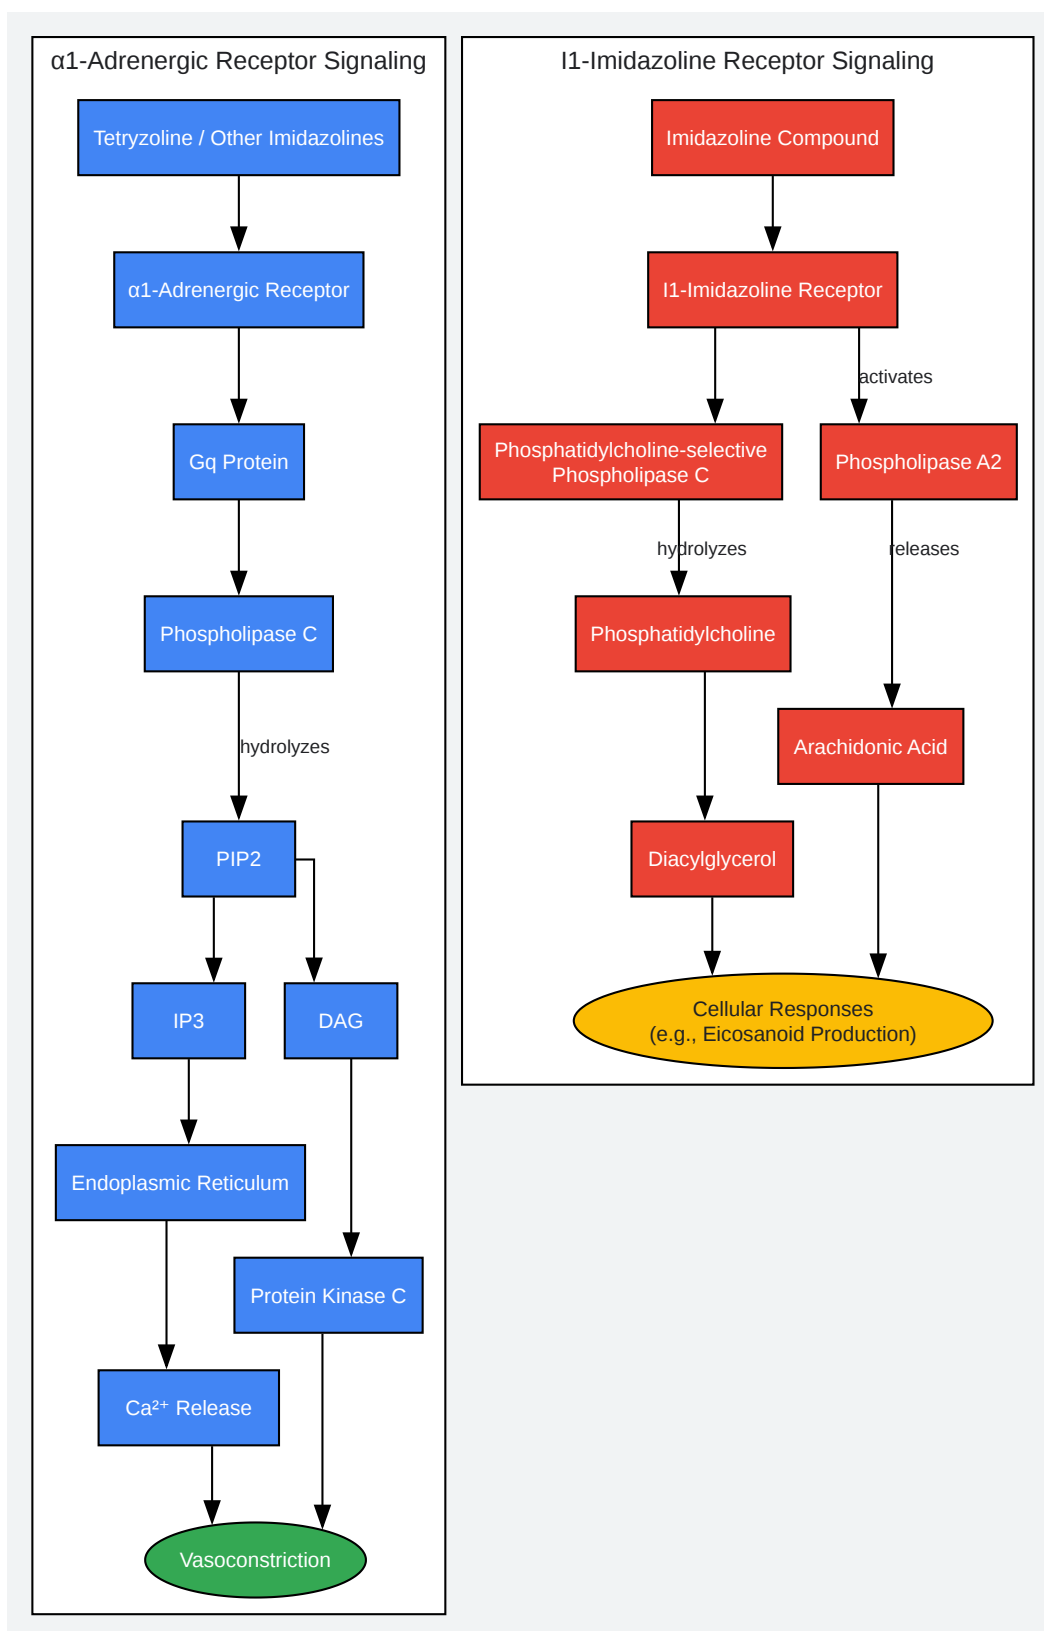 α1-Adrenergic Receptor Signaling
Tetryzoline / Other Imidazolines
α1-Adrenergic Receptor
Gq Protein
Phospholipase C
hydrolyzes
PIP2
IP3
DAG
Endoplasmic Reticulum
Protein Kinase C
Ca²⁺ Release
Vasoconstriction
I1-Imidazoline Receptor Signaling
Imidazoline Compound
I1-Imidazoline Receptor
activates
Phosphatidylcholine-selective
Phospholipase C
Phospholipase A2
hydrolyzes
releases
Phosphatidylcholine
Arachidonic Acid
Diacylglycerol
Cellular Responses
(e.g., Eicosanoid Production)